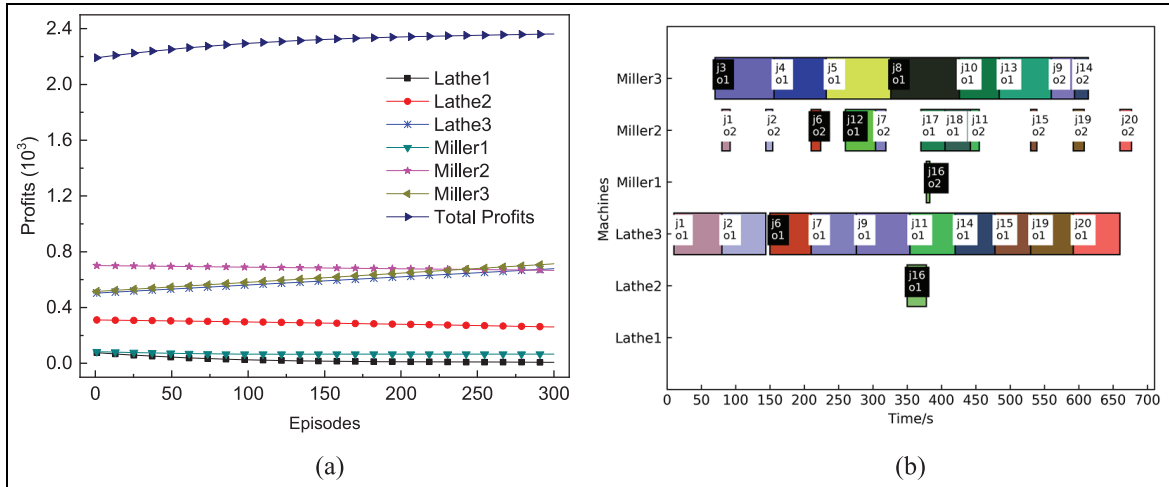 2.4
2.0
1.6
1.2
0.8
0.4
0.0
Profits (10³)
Lathe1
Lathe2
Lathe3
Miller1
Miller2
Miller3
Total Profits
0 50 100 150 200 250 300
Episodes
(a)
Machines
Miller3
j3 j4 j5 j8 j10 j13 j9 j14
o1 o1 o1 o1 o1 o1 o2 o2
Miller2
j1 j2 j6 j12 j7 j17 j18 j11 j15 j19 j20
o2 o2 o2 o1 o2 o1 o1 o2 o2 o2 o2
Miller1
j16
o2
Lathe3
j1 j2 j6 j7 j9 j11 j14 j15 j19 j20
o1 o1 o1 o1 o1 o1 o1 o1 o1 o1
Lathe2
j16
o1
Lathe1
0 50 100 150 200 250 300 350 400 450 500 550 600 650 700
Time/s
(b)